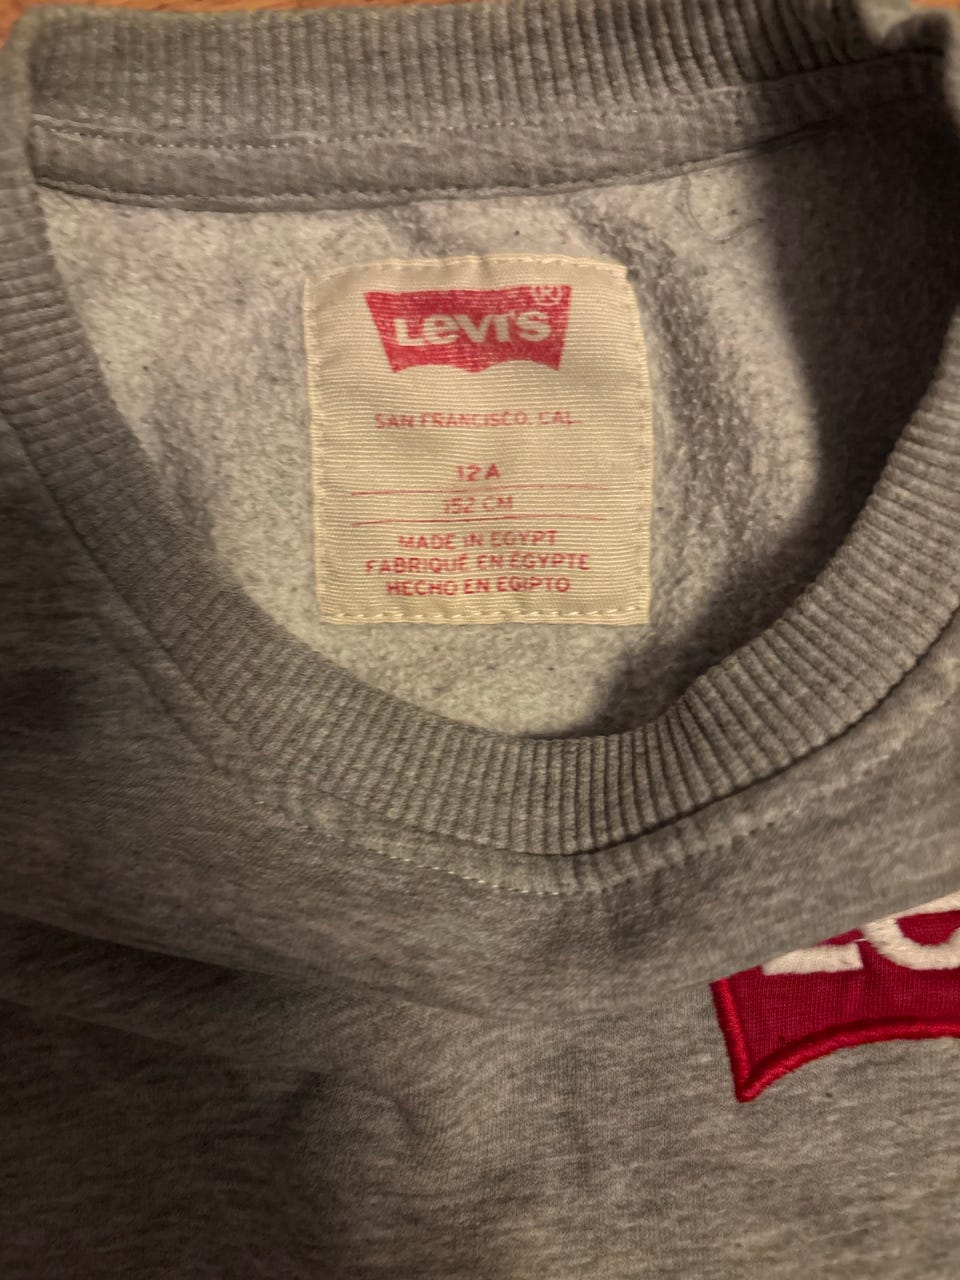 Levi's®
SAN FRANCISCO, CAL.
12 A
152 CM
MADE IN EGYPT
FABRIQUÉ EN ÉGYPTE
HECHO EN EGIPTO